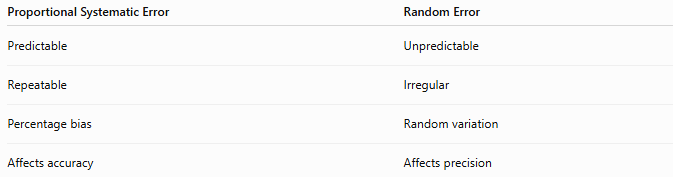 Proportional Systematic Error Random Error
Predictable Unpredictable
Repeatable Irregular
Percentage bias Random variation
Affects accuracy Affects precision